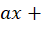 ax +